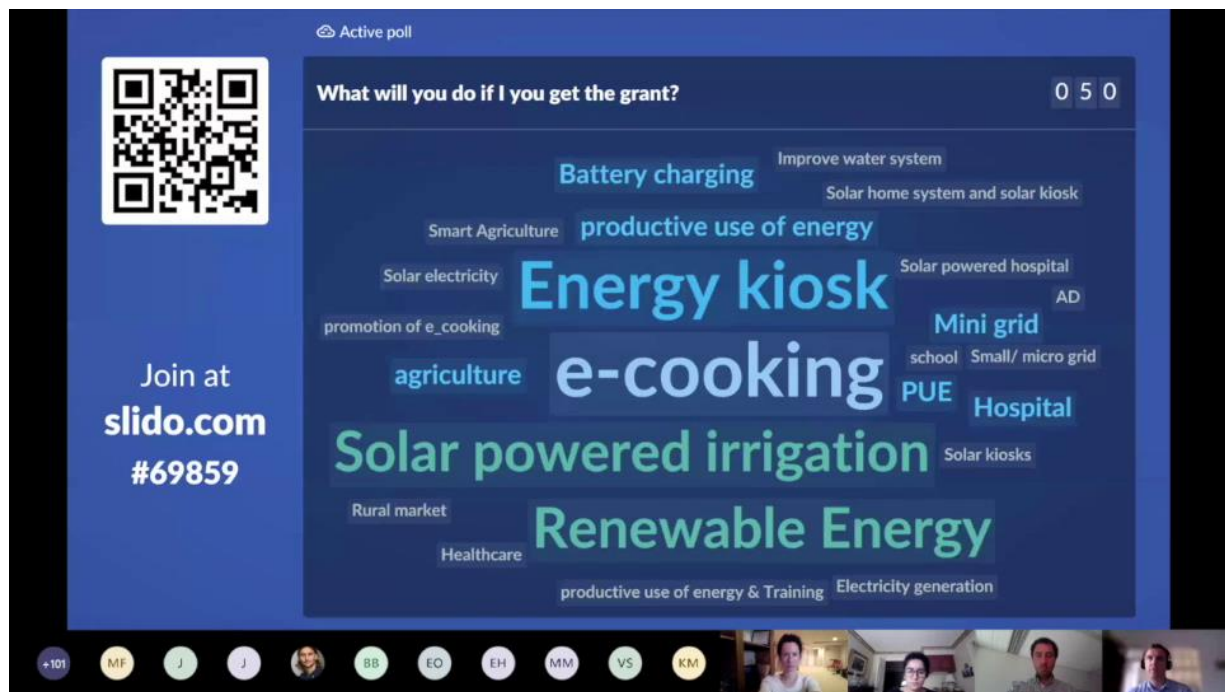 Active poll
What will you do if I you get the grant?
0 5 0
Join at
slido.com
#69859
Improve water system
Battery charging
Solar home system and solar kiosk
Smart Agriculture
productive use of energy
Solar electricity
Energy kiosk
Solar powered hospital
AD
promotion of e_cooking
Mini grid
e-cooking
school
Small/ micro grid
agriculture
PUE
Hospital
Solar powered irrigation
Solar kiosks
Rural market
Renewable Energy
Healthcare
productive use of energy & Training
Electricity generation
+101
MF
J
J
BB
EO
EH
MM
VS
KM